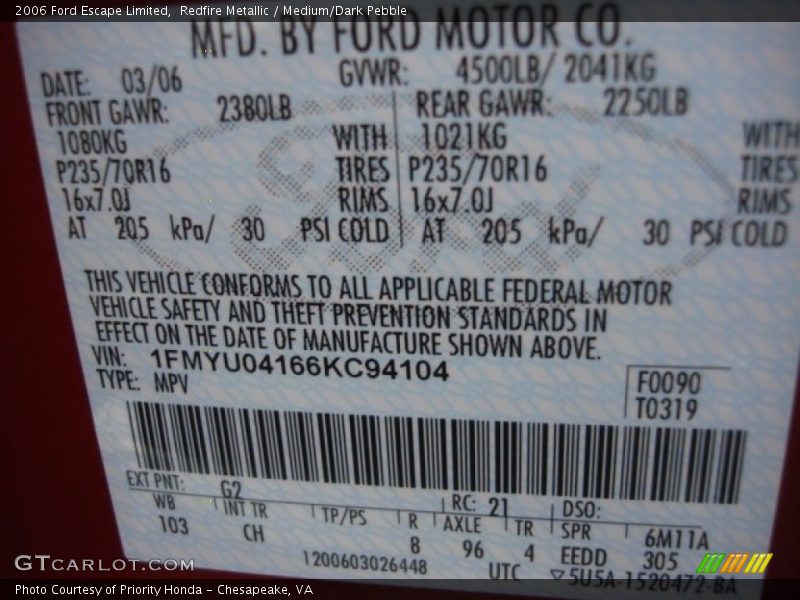 2006 Ford Escape Limited, Redfire Metallic / Medium/Dark Pebble
MFD. BY FORD MOTOR CO.
DATE: 03/06 GVWR: 4500LB/ 2041KG
FRONT GAWR: 2380LB REAR GAWR: 2250LB
1080KG WITH 1021KG WITH
P235/70R16 TIRES P235/70R16 TIRES
16x7.0J RIMS 16x7.0J RIMS
AT 205 kPa/ 30 PSI COLD AT 205 kPa/ 30 PSI COLD
THIS VEHICLE CONFORMS TO ALL APPLICABLE FEDERAL MOTOR
VEHICLE SAFETY AND THEFT PREVENTION STANDARDS IN
EFFECT ON THE DATE OF MANUFACTURE SHOWN ABOVE.
VIN: 1FMYU04166KC94104
TYPE: MPV
F0090
T0319
EXT PNT: G2 RC: 21 DSO:
WB INT TR TP/PS R AXLE TR SPR 6M11A
103 CH 8 96 4 EEDD 305
1200603026448 UTC ▽5U5A-1520472-BA
GTCARLOT.COM
Photo Courtesy of Priority Honda - Chesapeake, VA